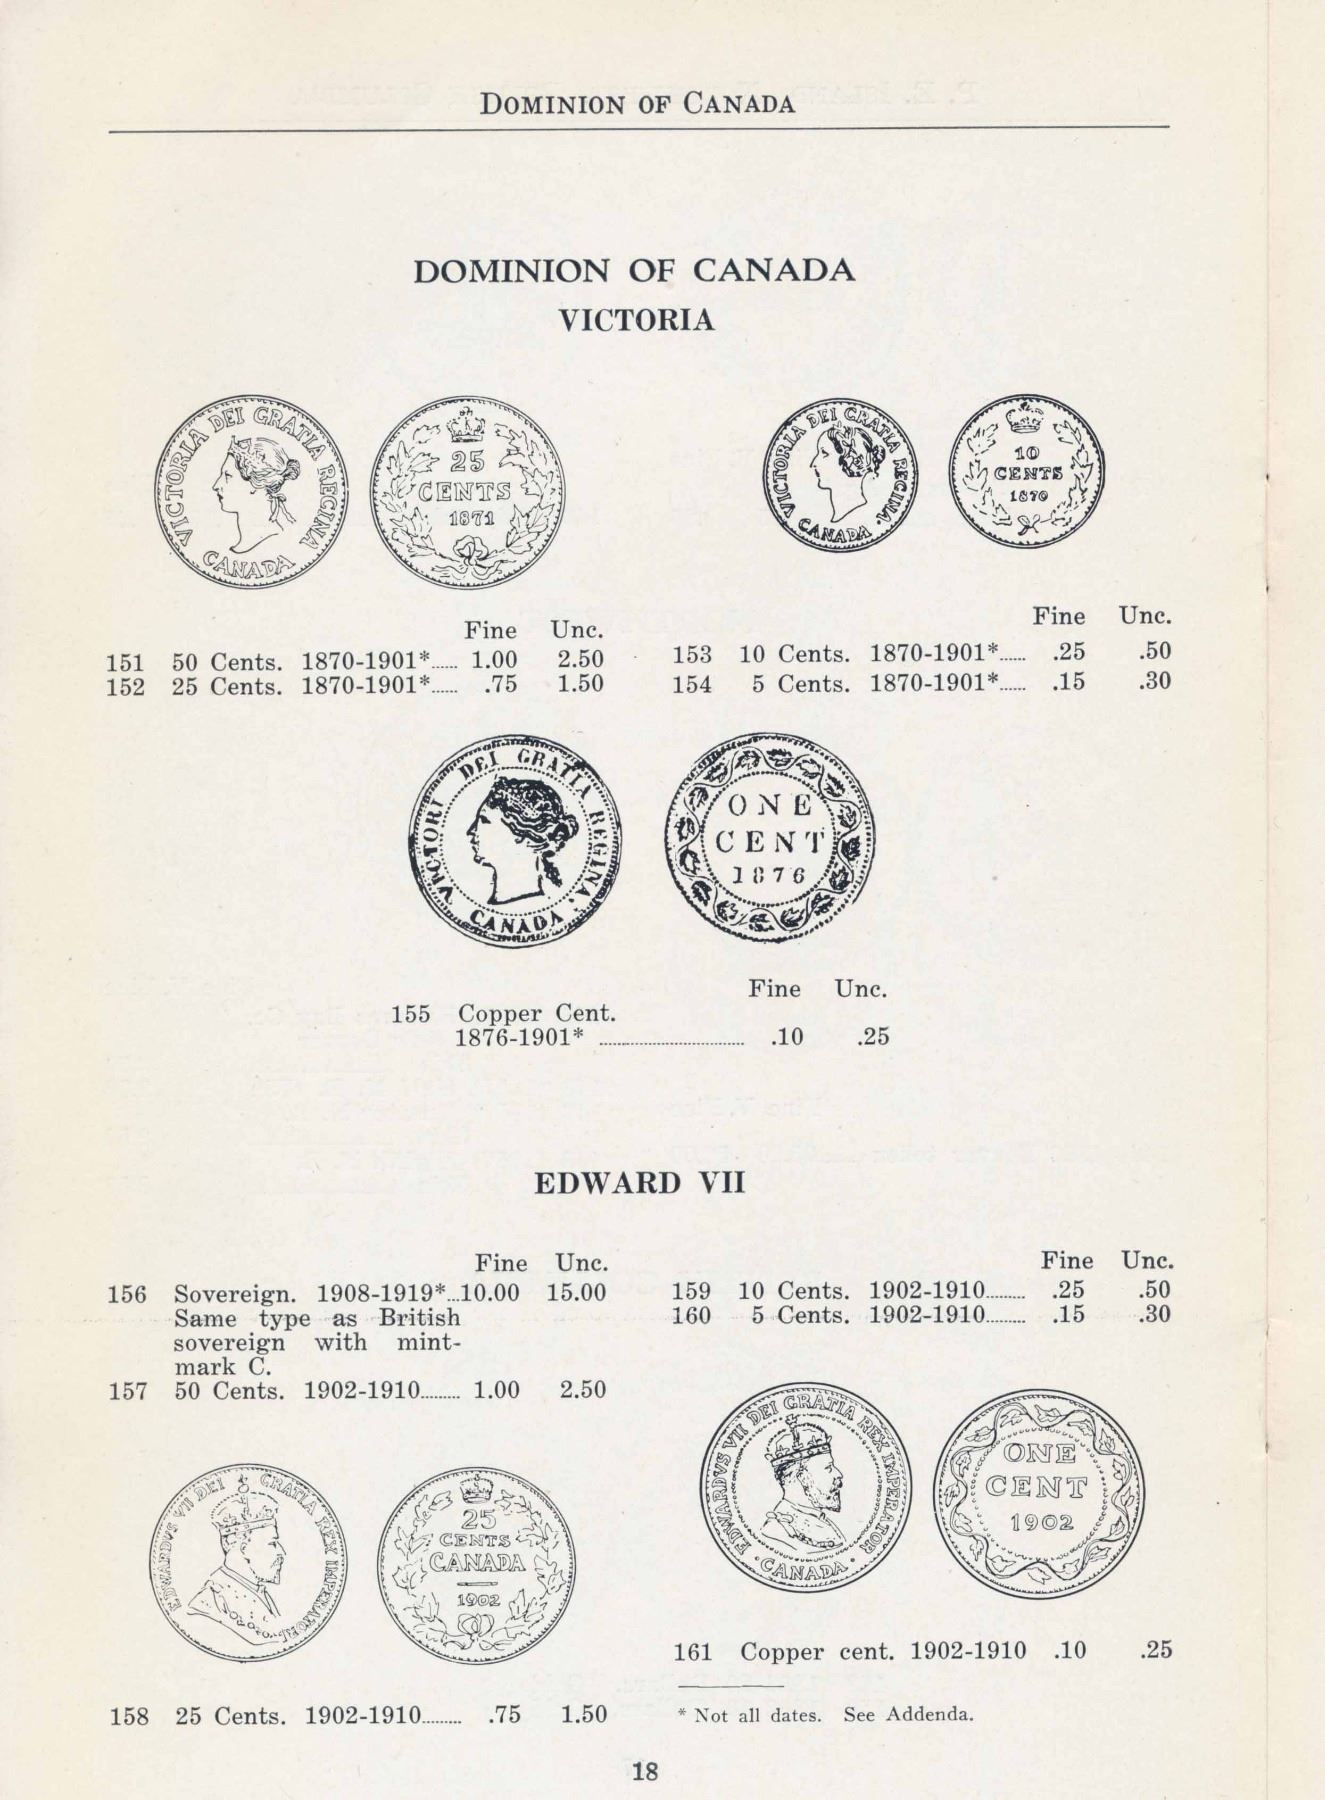 DOMINION OF CANADA
DOMINION OF CANADA
VICTORIA
VICTORIA DEI GRATIA REGINA
CANADA
25
CENTS
1871
VICTORIA DEI GRATIA REGINA.
CANADA
10
CENTS
1870
Fine Unc.
151 50 Cents. 1870-1901*...... 1.00 2.50
152 25 Cents. 1870-1901*...... .75 1.50
Fine Unc.
153 10 Cents. 1870-1901*...... .25 .50
154 5 Cents. 1870-1901*...... .15 .30
VICTORI DEI GRATIA REGINA.
CANADA
ONE
CENT
1876
Fine Unc.
155 Copper Cent.
1876-1901* ................................ .10 .25
EDWARD VII
Fine Unc.
156 Sovereign. 1908-1919*...10.00 15.00
Same type as British
sovereign with mint-
mark C.
157 50 Cents. 1902-1910......... 1.00 2.50
EDWARDVS VII DEI GRATIA REX IMPERATOR
25
CENTS
CANADA
1902
158 25 Cents. 1902-1910......... .75 1.50
Fine Unc.
159 10 Cents. 1902-1910......... .25 .50
160 5 Cents. 1902-1910......... .15 .30
EDWARDVS VII DEI GRATIA REX IMPERATOR
· CANADA ·
ONE
CENT
1902
161 Copper cent. 1902-1910 .10 .25
* Not all dates. See Addenda.
18